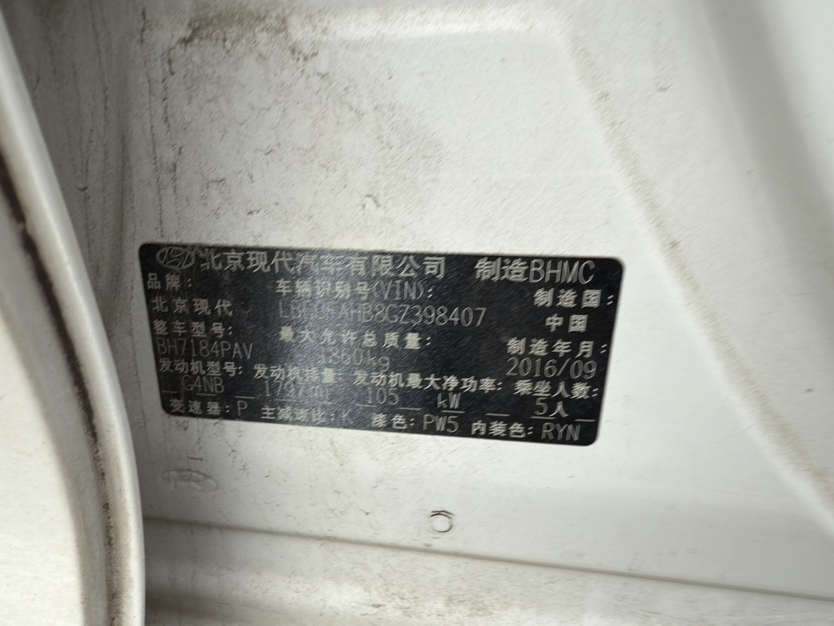 北京现代汽车有限公司 制造BHMC
品牌: 车辆识别号(VIN): 制造国:
北京现代 中国
整车型号: 最大允许总质量: 制造年月:
BH7184PAV 1860kg 2016/09
发动机型号: 发动机排量: 发动机最大净功率: 乘坐人数:
G4NB 1797mL 105 kW 5人
变速器: P 主减速比: K 漆色: PW5 内装色: RYN